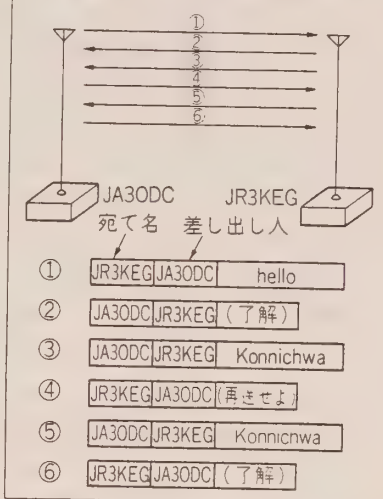 ①
②
③
④
⑤
⑥
JA3ODC JR3KEG
宛て名 差し出し人
① JR3KEG JA3ODC hello
② JA3ODC JR3KEG (了解)
③ JA3ODC JR3KEG Konnichwa
④ JR3KEG JA3ODC (再送せよ)
⑤ JA3ODC JR3KEG Konnichwa
⑥ JR3KEG JA3ODC (了解)